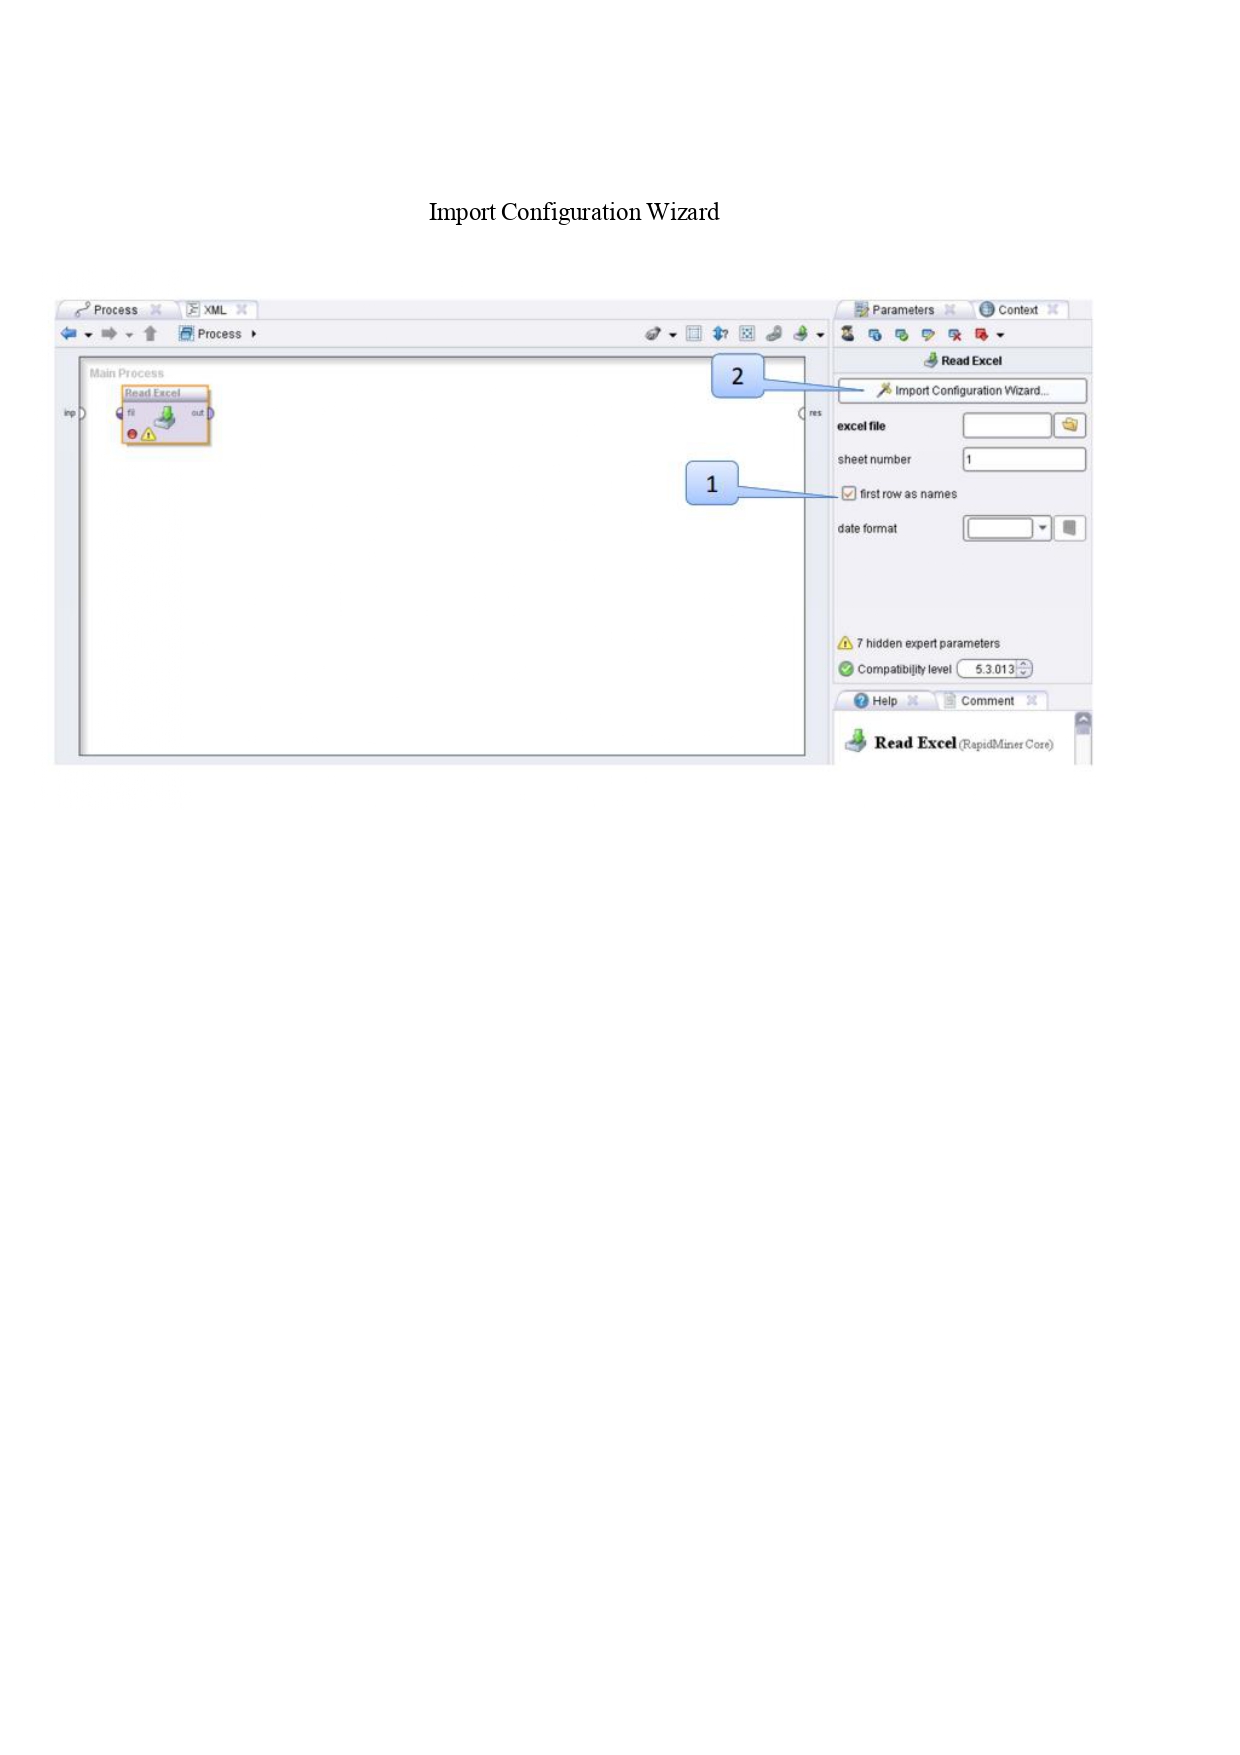 Import Configuration Wizard
Process XML
Process
Main Process
Read Excel
inp fil out res
Parameters Context
Read Excel
2
Import Configuration Wizard...
excel file
sheet number 1
1
first row as names
date format
7 hidden expert parameters
Compatibility level 5.3.013
Help Comment
Read Excel (RapidMiner Core)